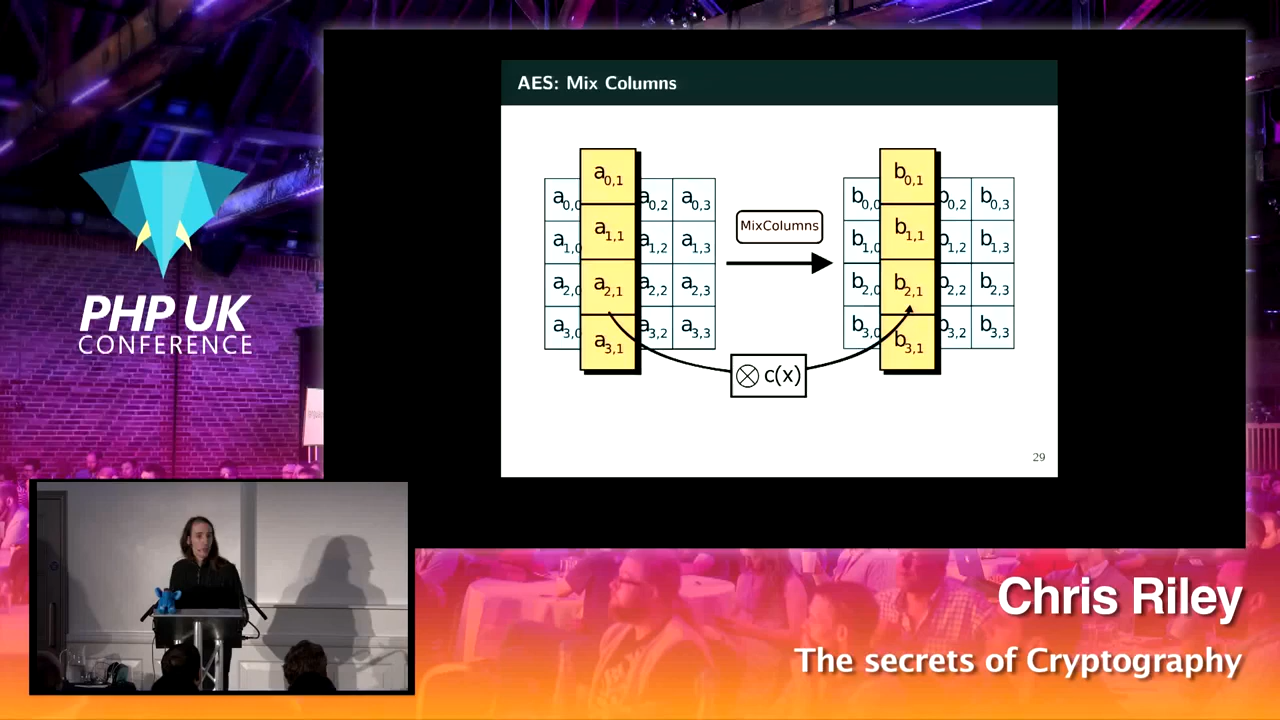 AES: Mix Columns
a0,1
a0,0 a0,2 a0,3
a1,1
a1,0 a1,2 a1,3
a2,1
a2,0 a2,2 a2,3
a3,1
a3,0 a3,2 a3,3
MixColumns
⊗ c(x)
b0,1
b0,0 b0,2 b0,3
b1,1
b1,0 b1,2 b1,3
b2,1
b2,0 b2,2 b2,3
b3,1
b3,0 b3,2 b3,3
29
PHP UK
CONFERENCE
Chris Riley
The secrets of Cryptography